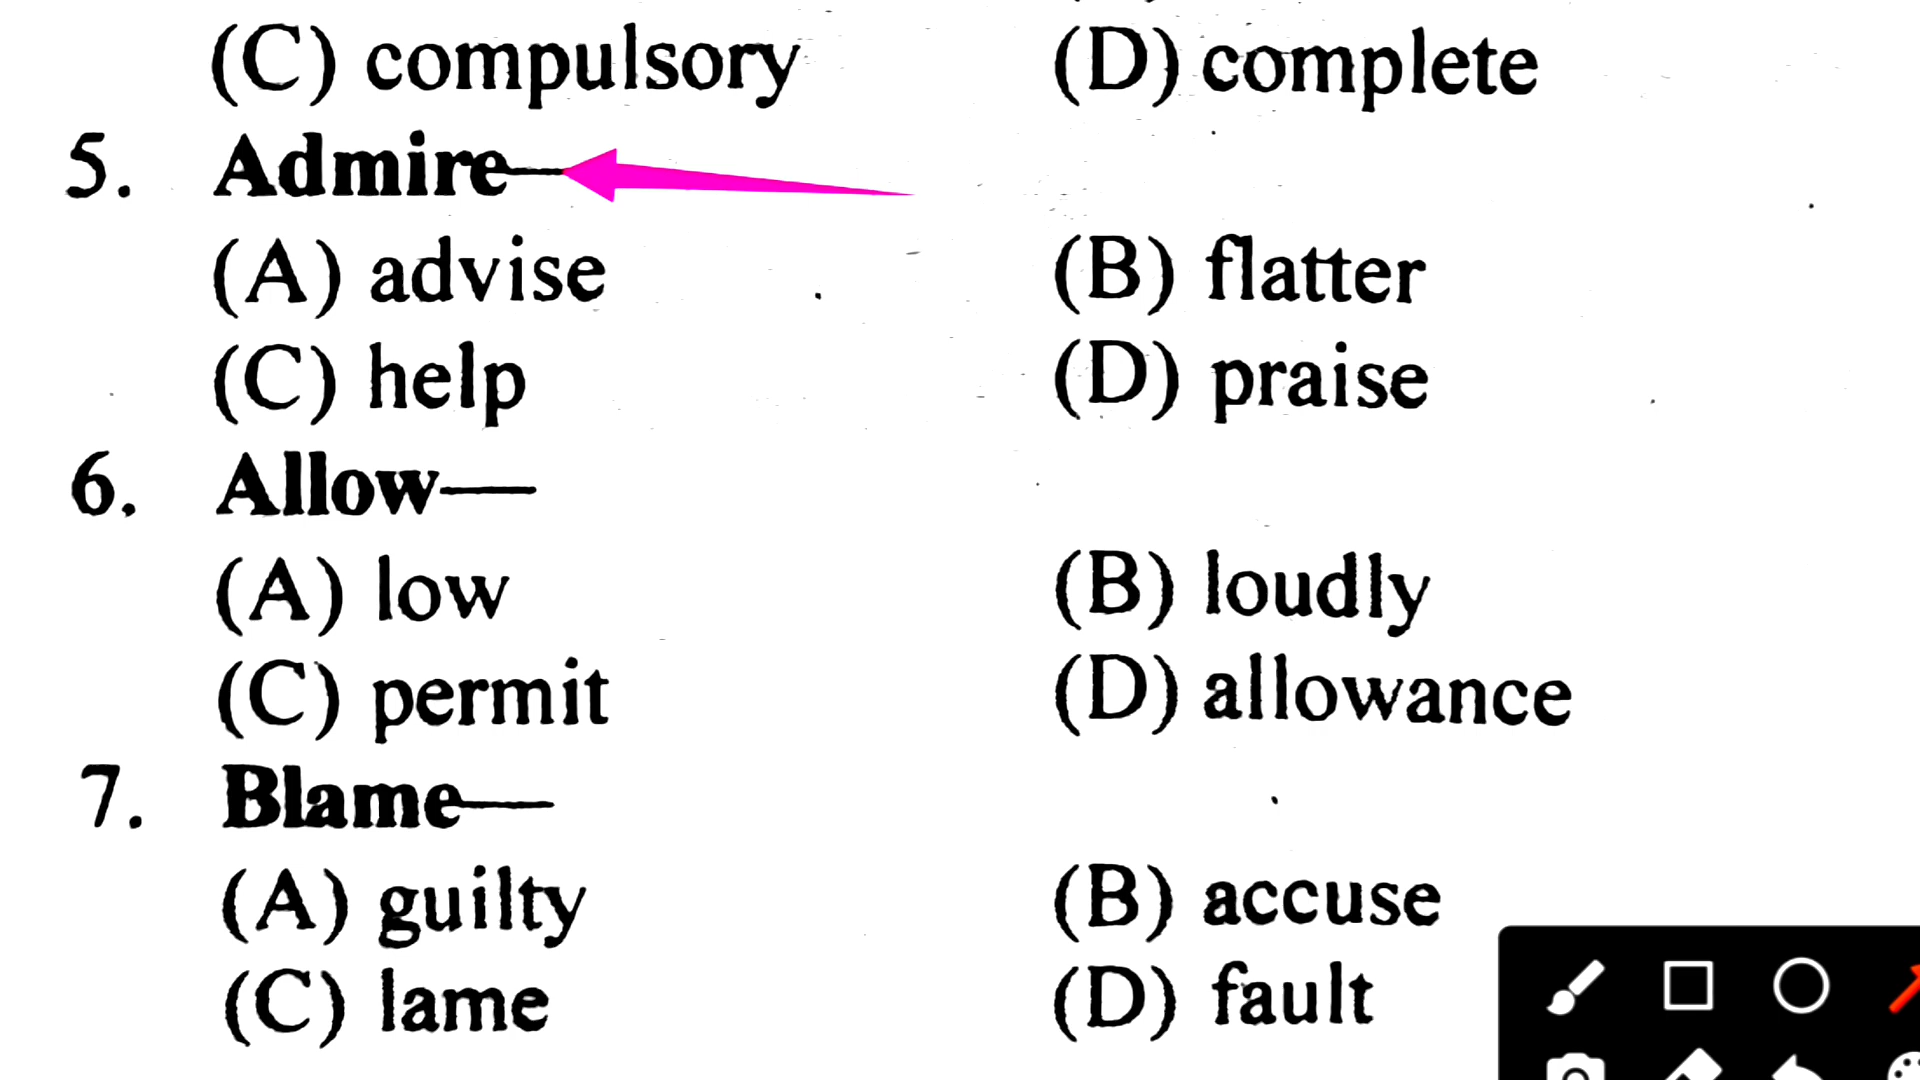 (C) compulsory (D) complete
5. Admire—
(A) advise (B) flatter
(C) help (D) praise
6. Allow—
(A) low (B) loudly
(C) permit (D) allowance
7. Blame—
(A) guilty (B) accuse
(C) lame (D) fault